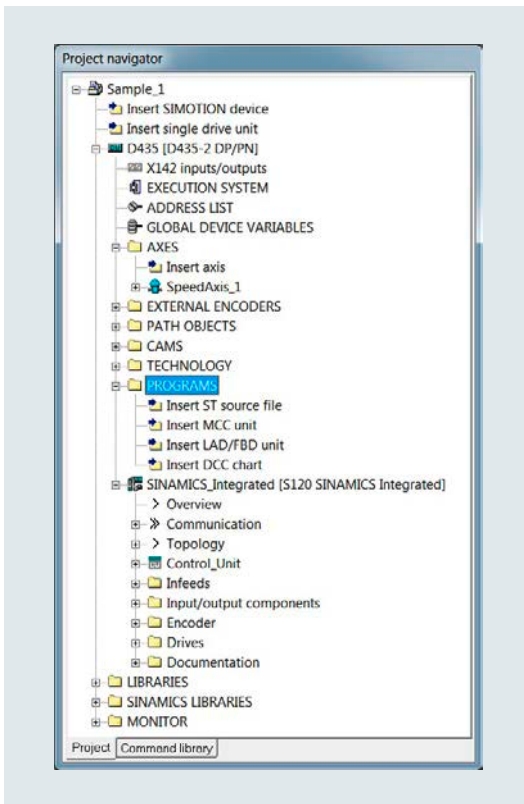 Project navigator
Sample_1
Insert SIMOTION device
Insert single drive unit
D435 [D435-2 DP/PN]
X142 inputs/outputs
EXECUTION SYSTEM
ADDRESS LIST
GLOBAL DEVICE VARIABLES
AXES
Insert axis
SpeedAxis_1
EXTERNAL ENCODERS
PATH OBJECTS
CAMS
TECHNOLOGY
PROGRAMS
Insert ST source file
Insert MCC unit
Insert LAD/FBD unit
Insert DCC chart
SINAMICS_Integrated [S120 SINAMICS Integrated]
Overview
Communication
Topology
Control_Unit
Infeeds
Input/output components
Encoder
Drives
Documentation
LIBRARIES
SINAMICS LIBRARIES
MONITOR
Project Command library